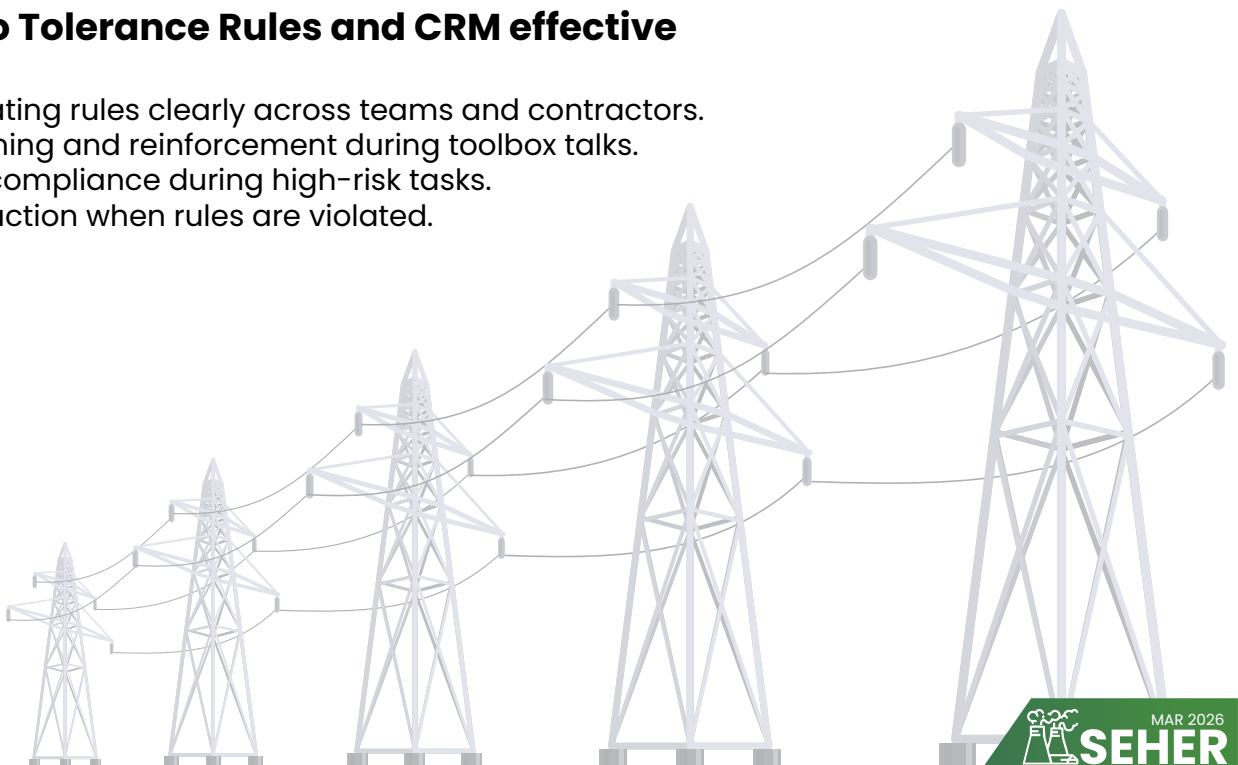 o Tolerance Rules and CRM effective
ating rules clearly across teams and contractors.
ning and reinforcement during toolbox talks.
compliance during high-risk tasks.
action when rules are violated.
MAR 2026
SEHER